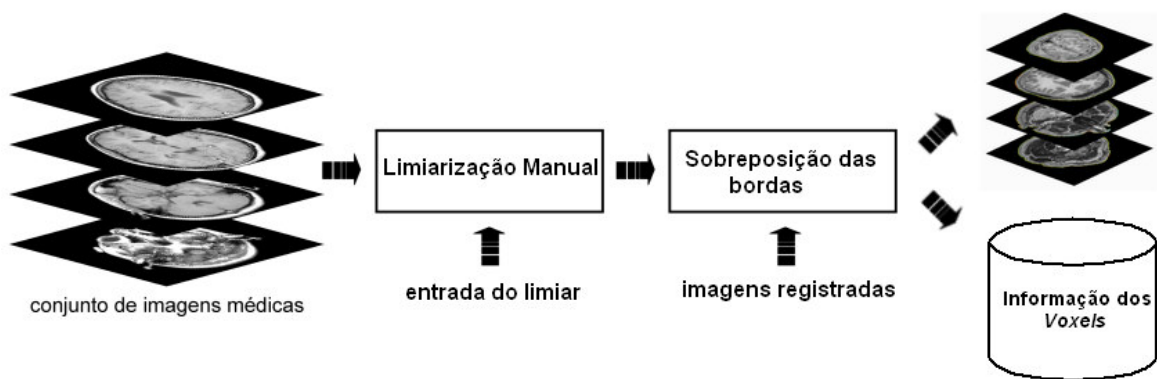 conjunto de imagens médicas
Limiarização Manual
entrada do limiar
Sobreposição das
bordas
imagens registradas
Informação dos
Voxels